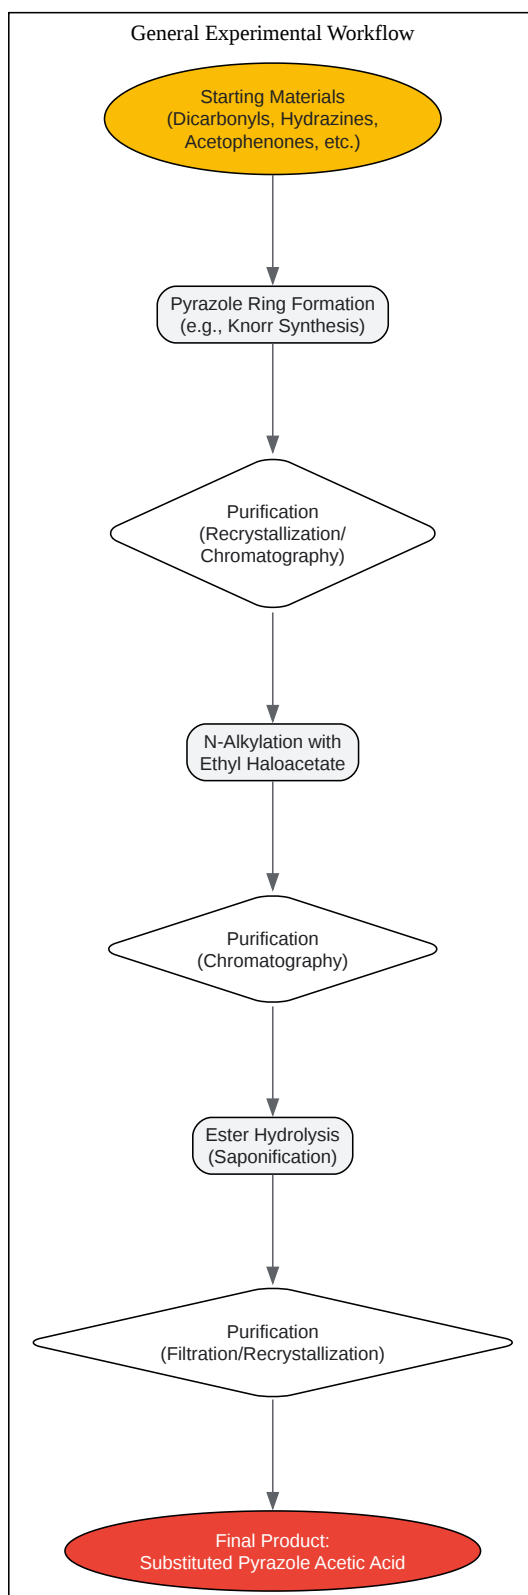 General Experimental Workflow
Starting Materials
(Dicarbonyls, Hydrazines,
Acetophenones, etc.)
Pyrazole Ring Formation
(e.g., Knorr Synthesis)
Purification
(Recrystallization/
Chromatography)
N-Alkylation with
Ethyl Haloacetate
Purification
(Chromatography)
Ester Hydrolysis
(Saponification)
Purification
(Filtration/Recrystallization)
Final Product:
Substituted Pyrazole Acetic Acid